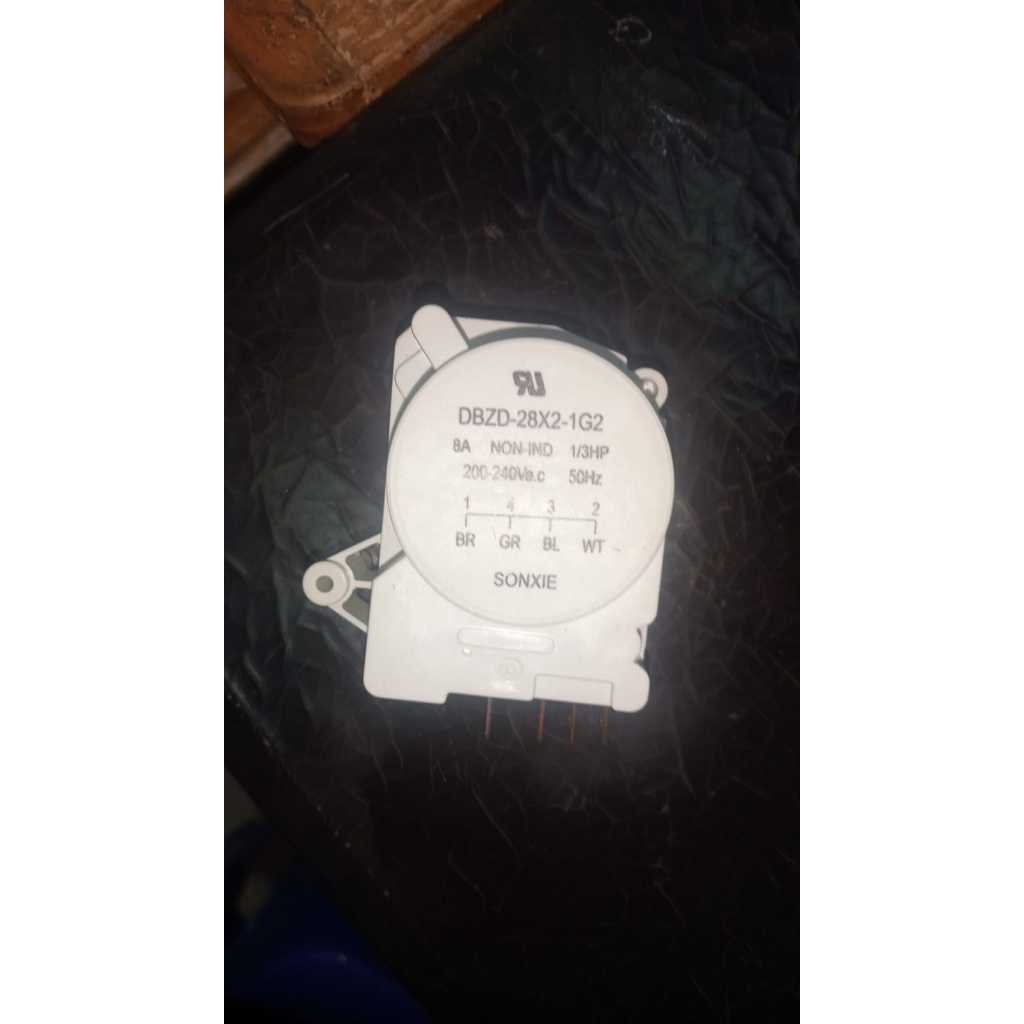 DBZD-28X2-1G2
8A NON-IND 1/3HP
200-240Va.c 50Hz
1 4 3 2
BR GR BL WT
SONXIE